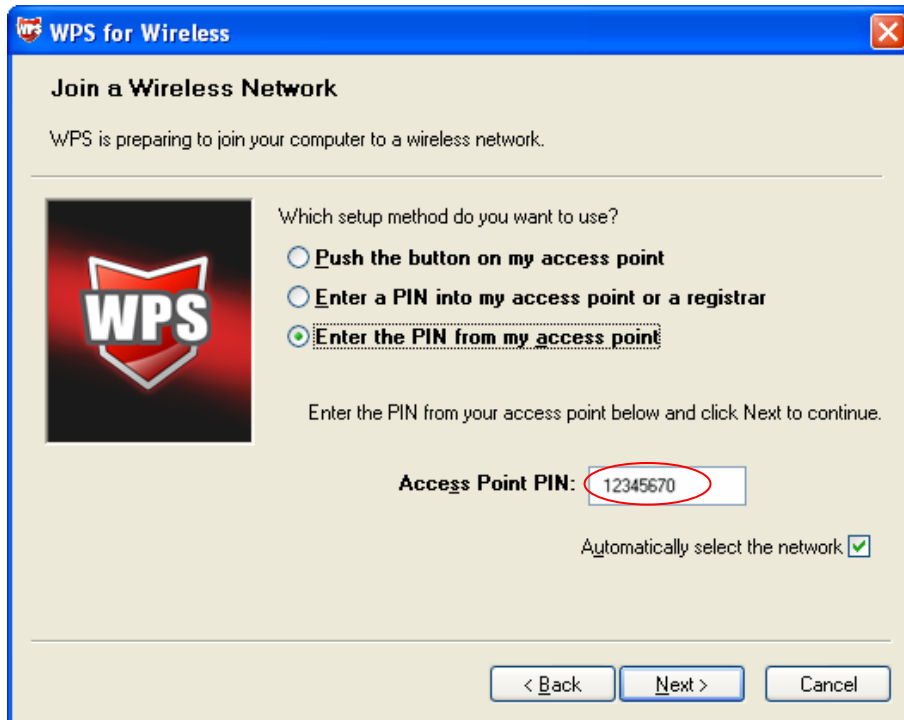 WPS for Wireless
Join a Wireless Network
WPS is preparing to join your computer to a wireless network.
Which setup method do you want to use?
Push the button on my access point
Enter a PIN into my access point or a registrar
Enter the PIN from my access point
WPS
Enter the PIN from your access point below and click Next to continue.
Access Point PIN: 12345670
Automatically select the network
< Back Next > Cancel